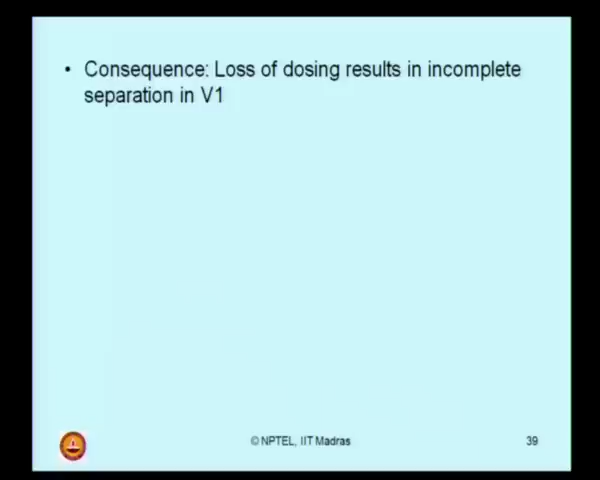 • Consequence: Loss of dosing results in incomplete
separation in V1
© NPTEL, IIT Madras
39